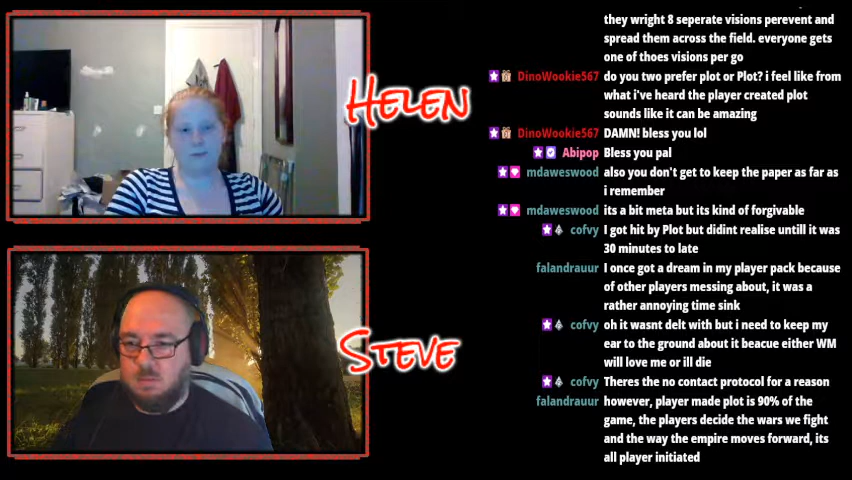 Helen
Steve
they wright 8 seperate visions perevent and
spread them across the field. everyone gets
one of thoes visions per go
DinoWookie567 do you two prefer plot or Plot? i feel like from
what i've heard the player created plot
sounds like it can be amazing
DinoWookie567 DAMN! bless you lol
Abipop Bless you pal
mdaweswood also you don't get to keep the paper as far as
i remember
mdaweswood its a bit meta but its kind of forgivable
cofvy I got hit by Plot but didint realise untill it was
30 minutes to late
falandrauur I once got a dream in my player pack because
of other players messing about, it was a
rather annoying time sink
cofvy oh it wasnt delt with but i need to keep my
ear to the ground about it beacue either WM
will love me or ill die
cofvy Theres the no contact protocol for a reason
falandrauur however, player made plot is 90% of the
game, the players decide the wars we fight
and the way the empire moves forward, its
all player initiated